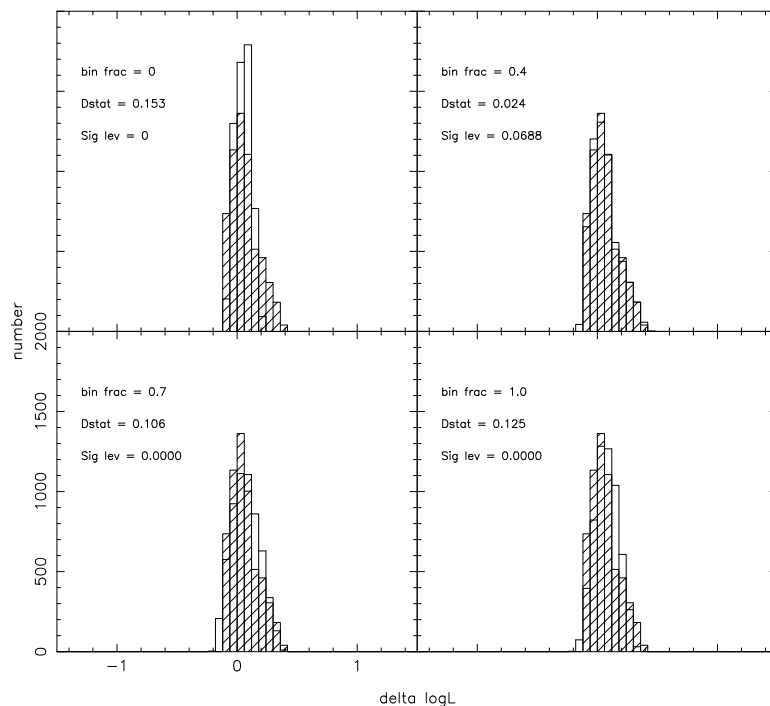 bin frac = 0
Dstat = 0.153
Sig lev = 0
bin frac = 0.4
Dstat = 0.024
Sig lev = 0.0688
number
2000
1500
1000
500
0
bin frac = 0.7
Dstat = 0.106
Sig lev = 0.0000
bin frac = 1.0
Dstat = 0.125
Sig lev = 0.0000
−1
0
1
delta logL